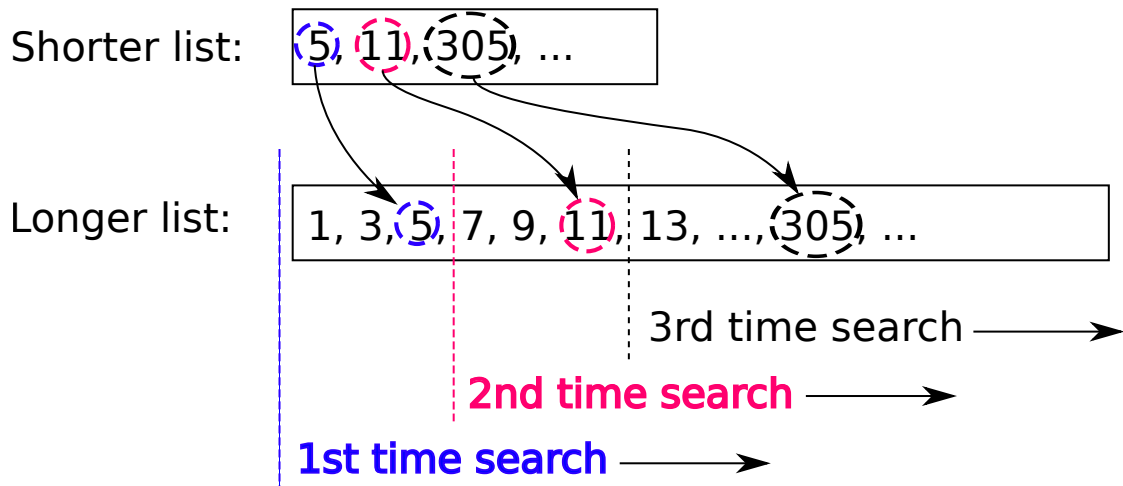 Shorter list: 5, 11, 305, ...
Longer list: 1, 3, 5, 7, 9, 11, 13, ..., 305, ...
3rd time search
2nd time search
1st time search